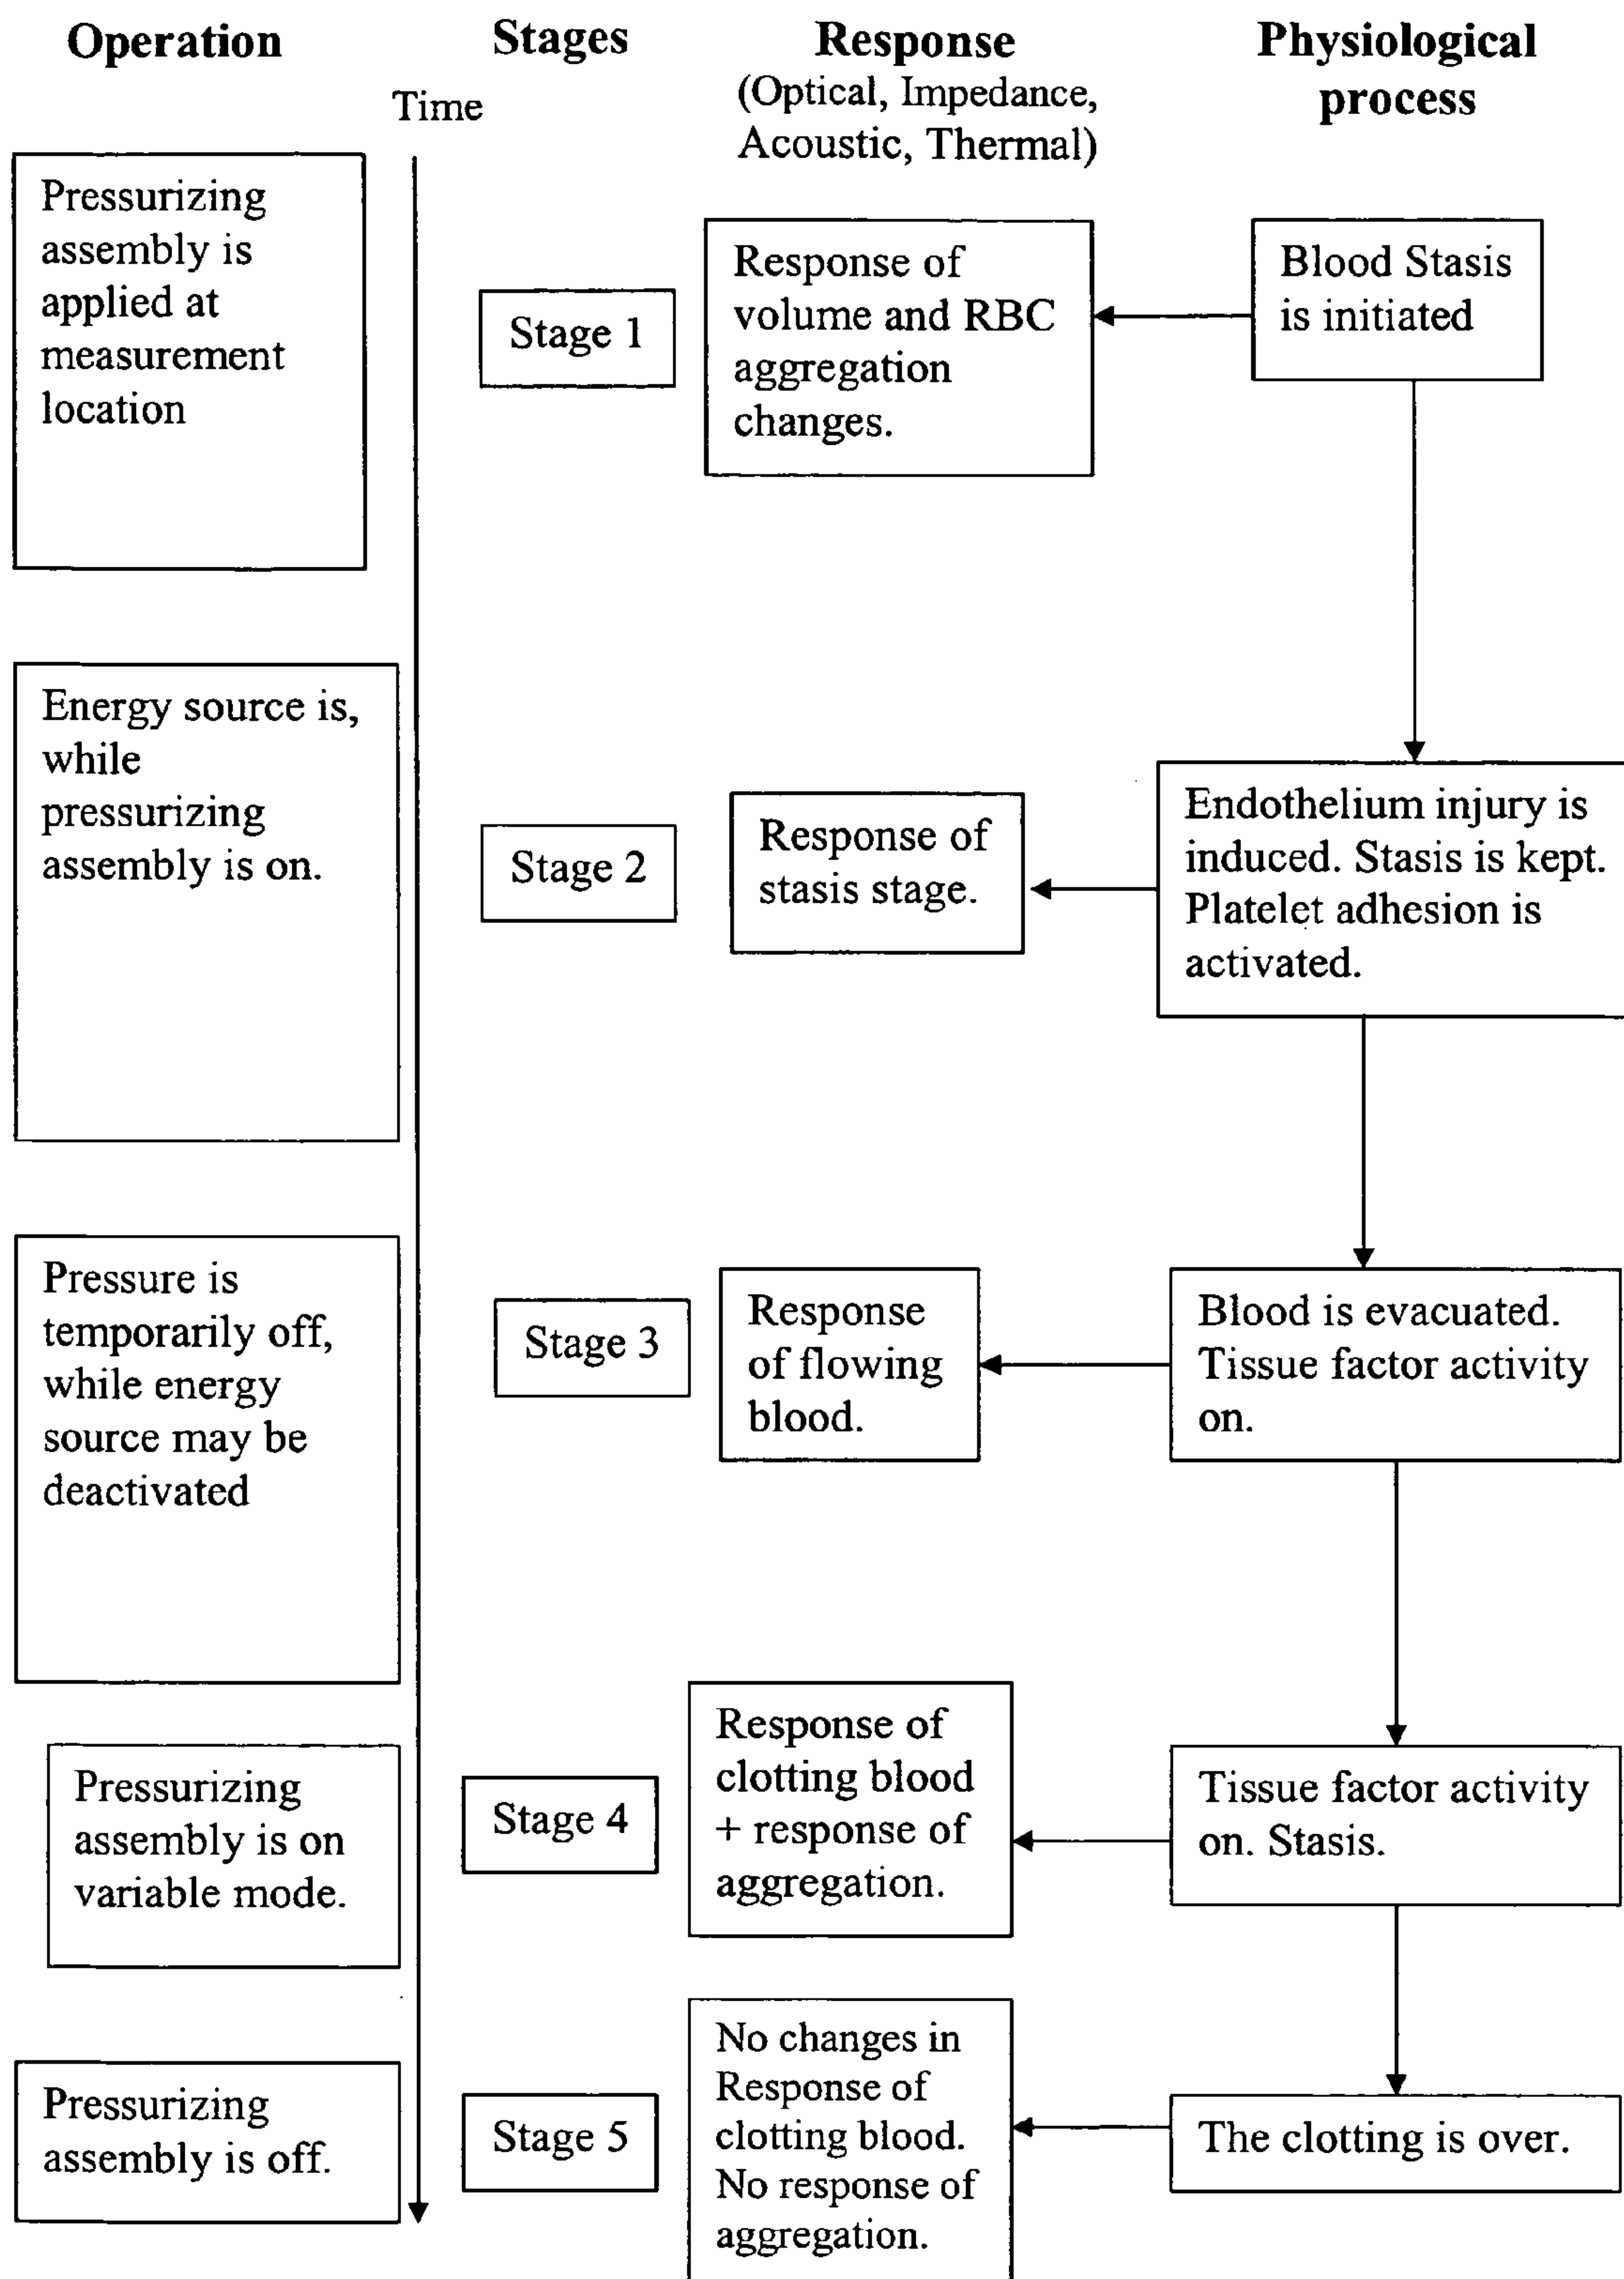 Operation
Stages
Response
(Optical, Impedance,
Acoustic, Thermal)
Physiological
process
Time
Pressurizing
assembly is
applied at
measurement
location
Stage 1
Response of
volume and RBC
aggregation
changes.
Blood Stasis
is initiated
Energy source is,
while
pressurizing
assembly is on.
Stage 2
Response of
stasis stage.
Endothelium injury is
induced. Stasis is kept.
Platelet adhesion is
activated.
Pressure is
temporarily off,
while energy
source may be
deactivated
Stage 3
Response
of flowing
blood.
Blood is evacuated.
Tissue factor activity
on.
Pressurizing
assembly is on
variable mode.
Stage 4
Response of
clotting blood
+ response of
aggregation.
Tissue factor activity
on. Stasis.
Pressurizing
assembly is off.
Stage 5
No changes in
Response of
clotting blood.
No response of
aggregation.
The clotting is over.